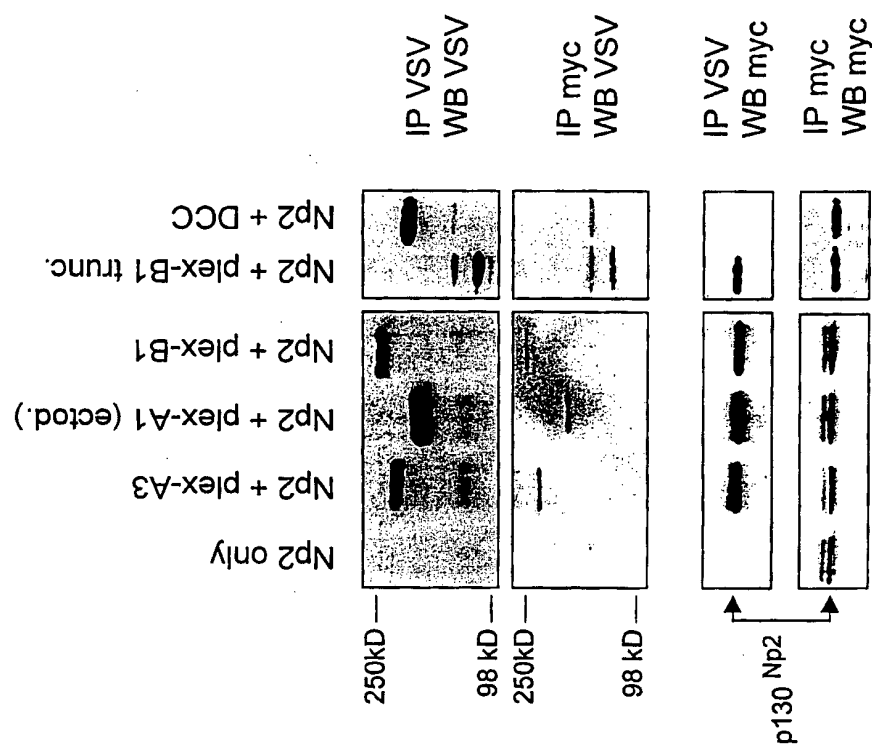 Np2 only
Np2 + plex-A3
Np2 + plex-A1 (ectod.)
Np2 + plex-B1
Np2 + plex-B1 trunc.
Np2 + DCC
250kD
98 kD
IP VSV
WB VSV
250kD
98 kD
IP myc
WB VSV
p130 Np2
IP VSV
WB myc
IP myc
WB myc